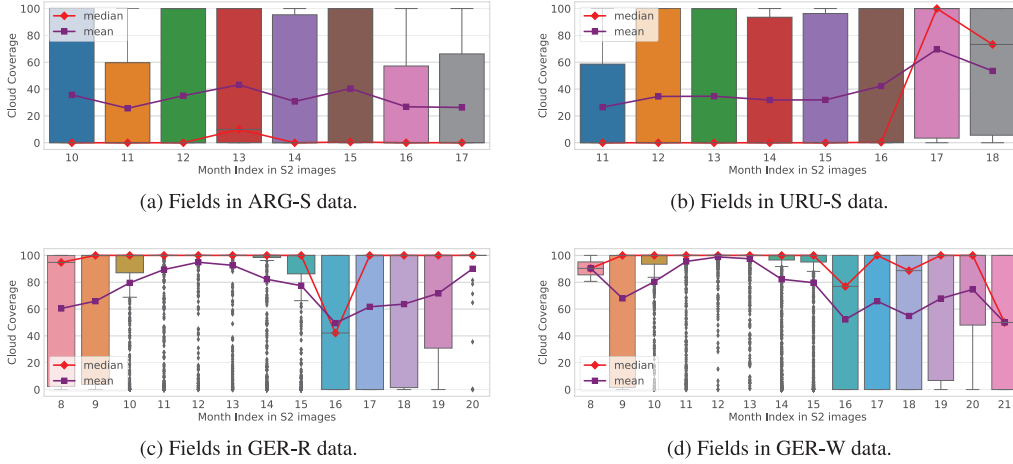 100
80
60
40
20
0
Cloud Coverage
median
mean
10 11 12 13 14 15 16 17
Month Index in S2 images
(a) Fields in ARG-S data.
100
80
60
40
20
0
Cloud Coverage
median
mean
11 12 13 14 15 16 17 18
Month Index in S2 images
(b) Fields in URU-S data.
100
80
60
40
20
0
Cloud Coverage
median
mean
8 9 10 11 12 13 14 15 16 17 18 19 20
Month Index in S2 images
(c) Fields in GER-R data.
100
80
60
40
20
0
Cloud Coverage
median
mean
8 9 10 11 12 13 14 15 16 17 18 19 20 21
Month Index in S2 images
(d) Fields in GER-W data.